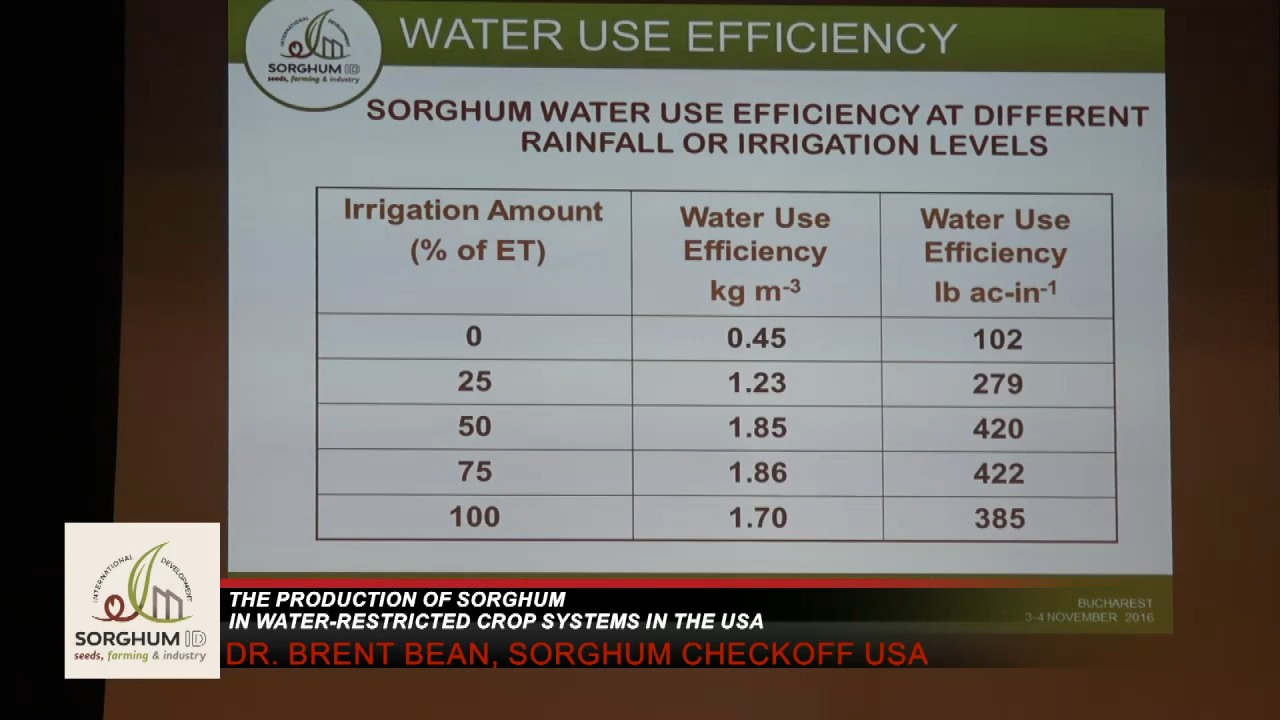 INTERNATIONAL DEVELOPMENT
SORGHUM ID
seeds, farming & industry
WATER USE EFFICIENCY
SORGHUM WATER USE EFFICIENCY AT DIFFERENT
RAINFALL OR IRRIGATION LEVELS
Irrigation Amount
(% of ET)
Water Use
Efficiency
kg m-3
Water Use
Efficiency
lb ac-in-1
0 0.45 102
25 1.23 279
50 1.85 420
75 1.86 422
100 1.70 385
BUCHAREST
3-4 NOVEMBER 2016
INTERNATIONAL DEVELOPMENT
SORGHUM ID
seeds, farming & industry
THE PRODUCTION OF SORGHUM
IN WATER-RESTRICTED CROP SYSTEMS IN THE USA
DR. BRENT BEAN, SORGHUM CHECKOFF USA